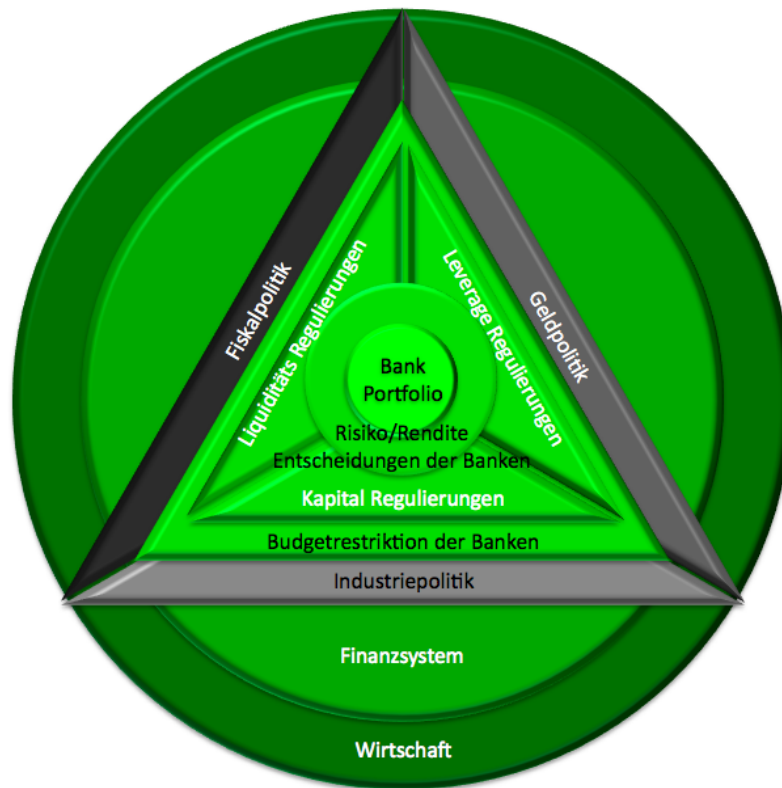 Fiskalpolitik
Liquiditäts Regulierungen
Leverage Regulierungen
Geldpolitik
Bank
Portfolio
Risiko/Rendite
Entscheidungen der Banken
Kapital Regulierungen
Budgetrestriktion der Banken
Industriepolitik
Finanzsystem
Wirtschaft